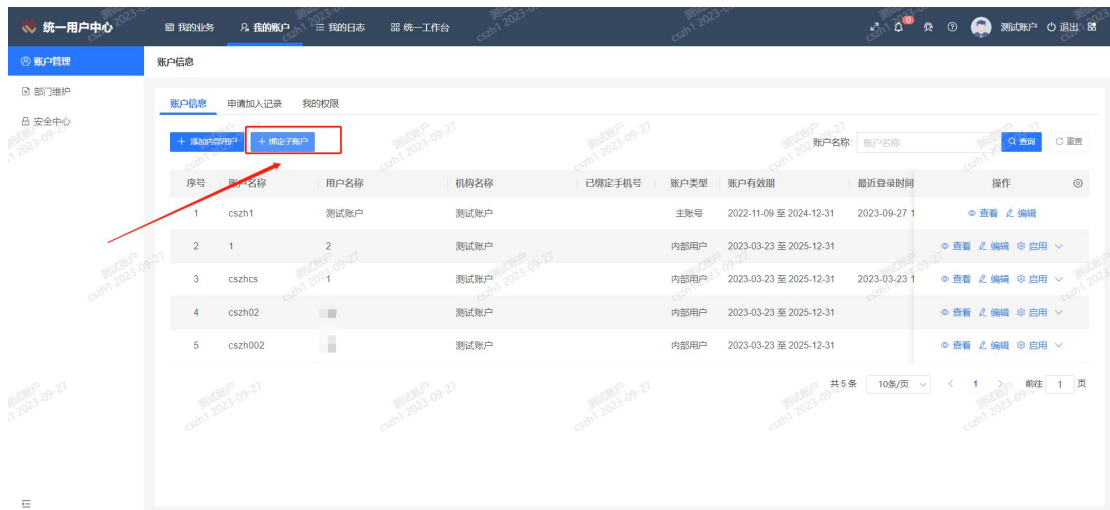 统一用户中心 我的业务 我的账户 我的日志 统一工作台 0 测试账户 退出
账户管理 账户信息
部门维护
安全中心
账户信息 申请加入记录 我的权限
+ 添加内部用户 + 绑定子账户 账户名称: 账户名称 查询 重置
序号 账户名称 用户名称 机构名称 已绑定手机号 账户类型 账户有效期 最近登录时间 操作
1 cszh1 测试账户 测试账户 主账号 2022-11-09 至 2024-12-31 2023-09-27 1 查看 编辑
2 1 2 测试账户 内部用户 2023-03-23 至 2025-12-31 查看 编辑 启用
3 cszhcs 1 测试账户 内部用户 2023-03-23 至 2025-12-31 2023-03-23 1 查看 编辑 启用
4 cszh02 测试账户 内部用户 2023-03-23 至 2025-12-31 查看 编辑 启用
5 cszh002 测试账户 内部用户 2023-03-23 至 2025-12-31 查看 编辑 启用
共 5 条 10条/页 1 前往 1 页
测试账户
cszh1 2023-09-27